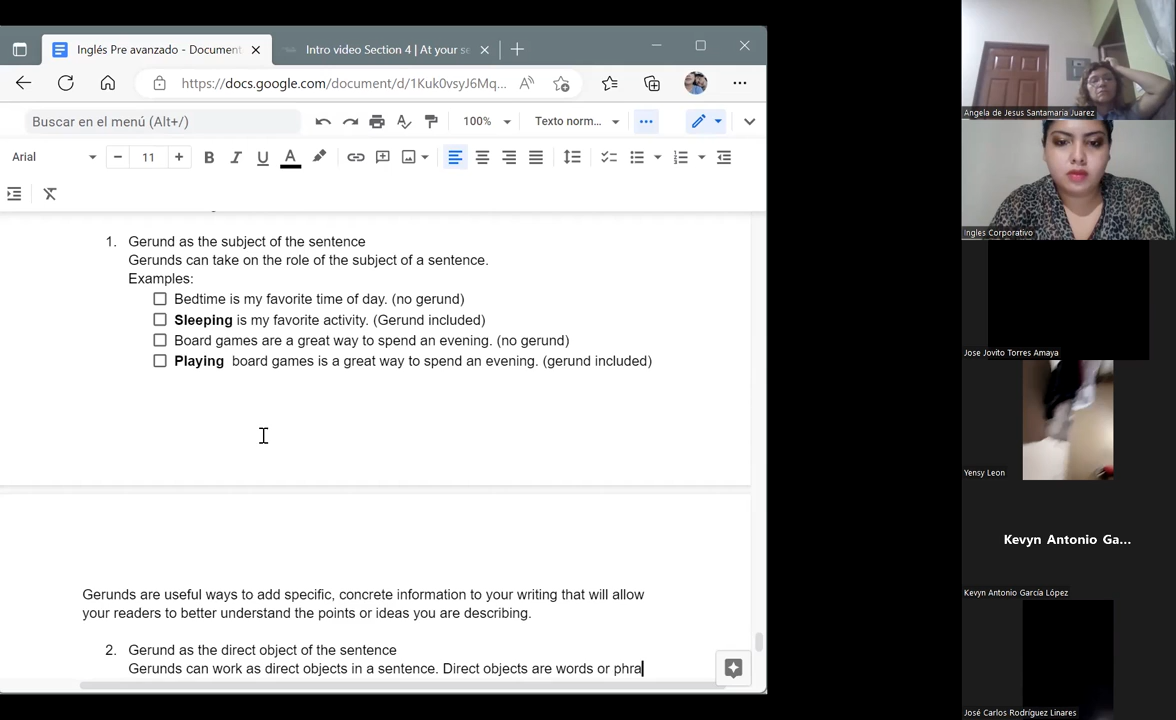 Inglés Pre avanzado - Document
Intro video Section 4 | At your se
https://docs.google.com/document/d/1Kuk0vsyJ6Mq...
Buscar en el menú (Alt+/)
100%
Texto norm...
Arial
11
1. Gerund as the subject of the sentence
Gerunds can take on the role of the subject of a sentence.
Examples:
Bedtime is my favorite time of day. (no gerund)
Sleeping is my favorite activity. (Gerund included)
Board games are a great way to spend an evening. (no gerund)
Playing board games is a great way to spend an evening. (gerund included)
Gerunds are useful ways to add specific, concrete information to your writing that will allow
your readers to better understand the points or ideas you are describing.
2. Gerund as the direct object of the sentence
Gerunds can work as direct objects in a sentence. Direct objects are words or phra
Angela de Jesus Santamaria Juarez
Ingles Corporativo
Jose Jovito Torres Amaya
Yensy Leon
Kevyn Antonio Ga...
Kevyn Antonio García López
José Carlos Rodríguez Linares